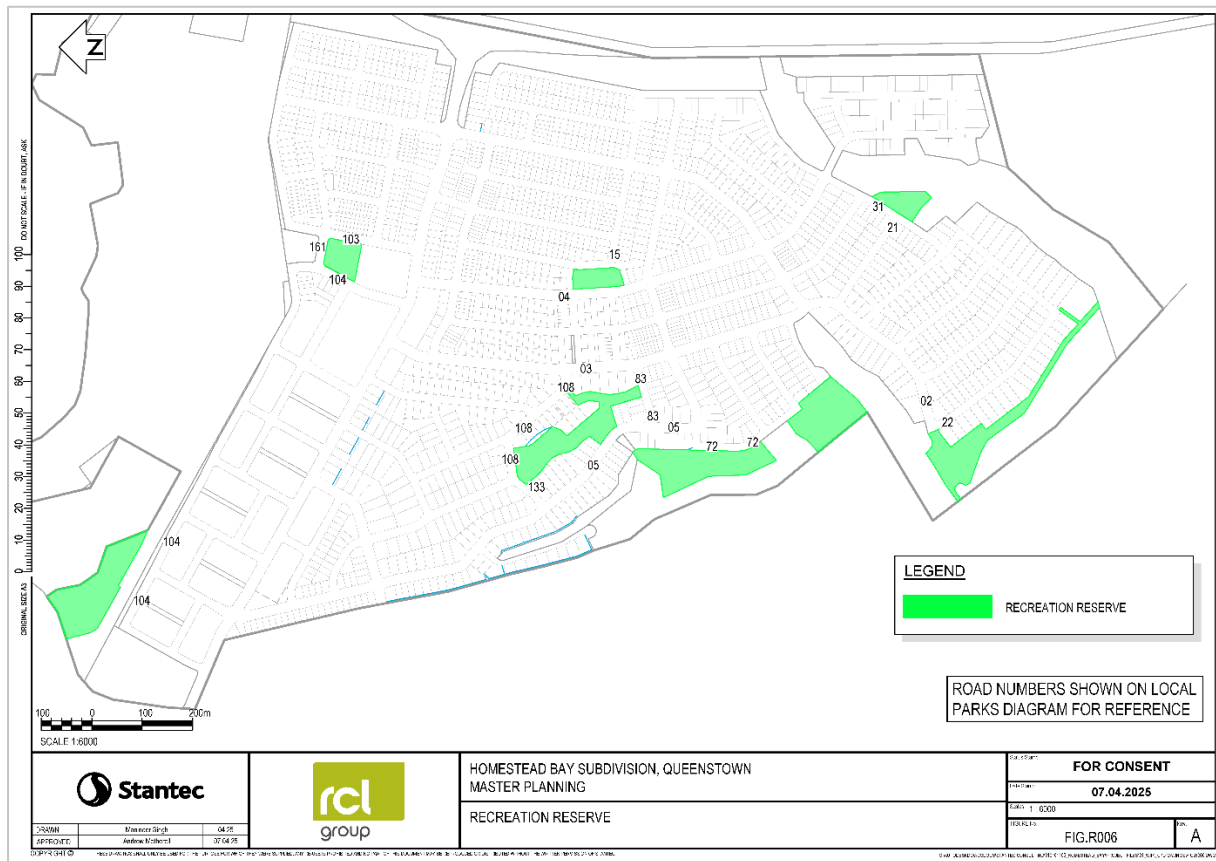 N
DO NOT SCALE - IF IN DOUBT, ASK
ORIGINAL SIZE A3
100
90
80
70
60
50
40
30
20
10
0
31
21
161
103
104
15
04
03
108
83
108
83
05
72
72
108
05
133
02
22
104
104
LEGEND
RECREATION RESERVE
ROAD NUMBERS SHOWN ON LOCAL
PARKS DIAGRAM FOR REFERENCE
100 0 100 200m
SCALE 1:6000
Stantec
DRAWN 04.25
APPROVED 07.04.25
COPYRIGHT ©
rcl
group
HOMESTEAD BAY SUBDIVISION, QUEENSTOWN
MASTER PLANNING
RECREATION RESERVE
FOR CONSENT
07.04.2025
1:6000
FIG.R006
A